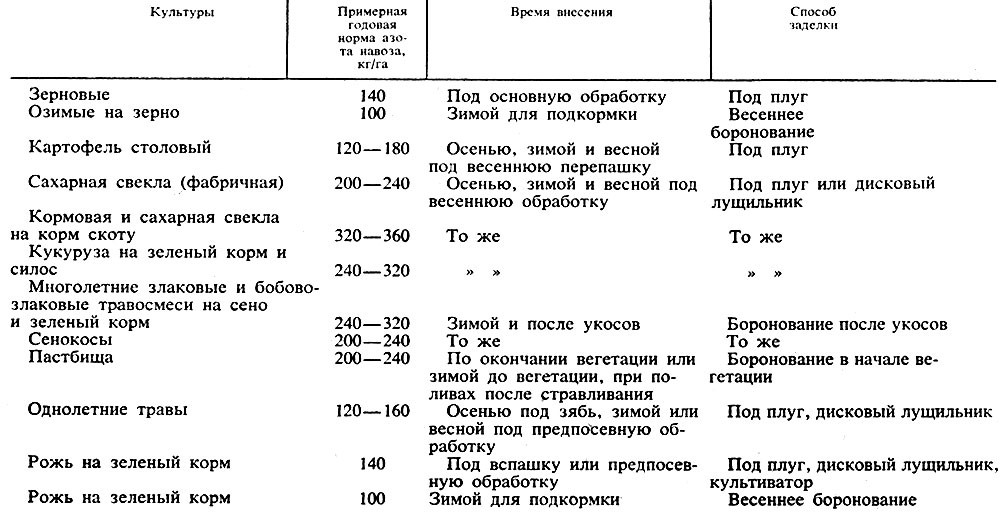 Культуры Примерная годовая норма азота навоза, кг/га Время внесения Способ заделки
Зерновые 140 Под основную обработку Под плуг
Озимые на зерно 100 Зимой для подкормки Весеннее
боронование
Картофель столовый 120—180 Осенью, зимой и весной Под плуг
под весеннюю перепашку
Сахарная свекла (фабричная) 200—240 Осенью, зимой и весной под Под плуг или дисковый
весеннюю обработку лущильник
Кормовая и сахарная свекла
на корм скоту 320—360 То же То же
Кукуруза на зеленый корм и
силос 240—320 » » » »
Многолетние злаковые и бобово-
злаковые травосмеси на сено
и зеленый корм 240—320 Зимой и после укосов Боронование после укосов
Сенокосы 200—240 То же То же
Пастбища 200—240 По окончании вегетации или Боронование в начале ве-
зимой до вегетации, при по- гетации
ливах после стравливания
Однолетние травы 120—160 Осенью под зябь, зимой или Под плуг, дисковый лущильник
весной под предпосевную об-
работку
Рожь на зеленый корм 140 Под вспашку или предпосев- Под плуг, дисковый лущильник,
ную обработку культиватор
Рожь на зеленый корм 100 Зимой для подкормки Весеннее боронование